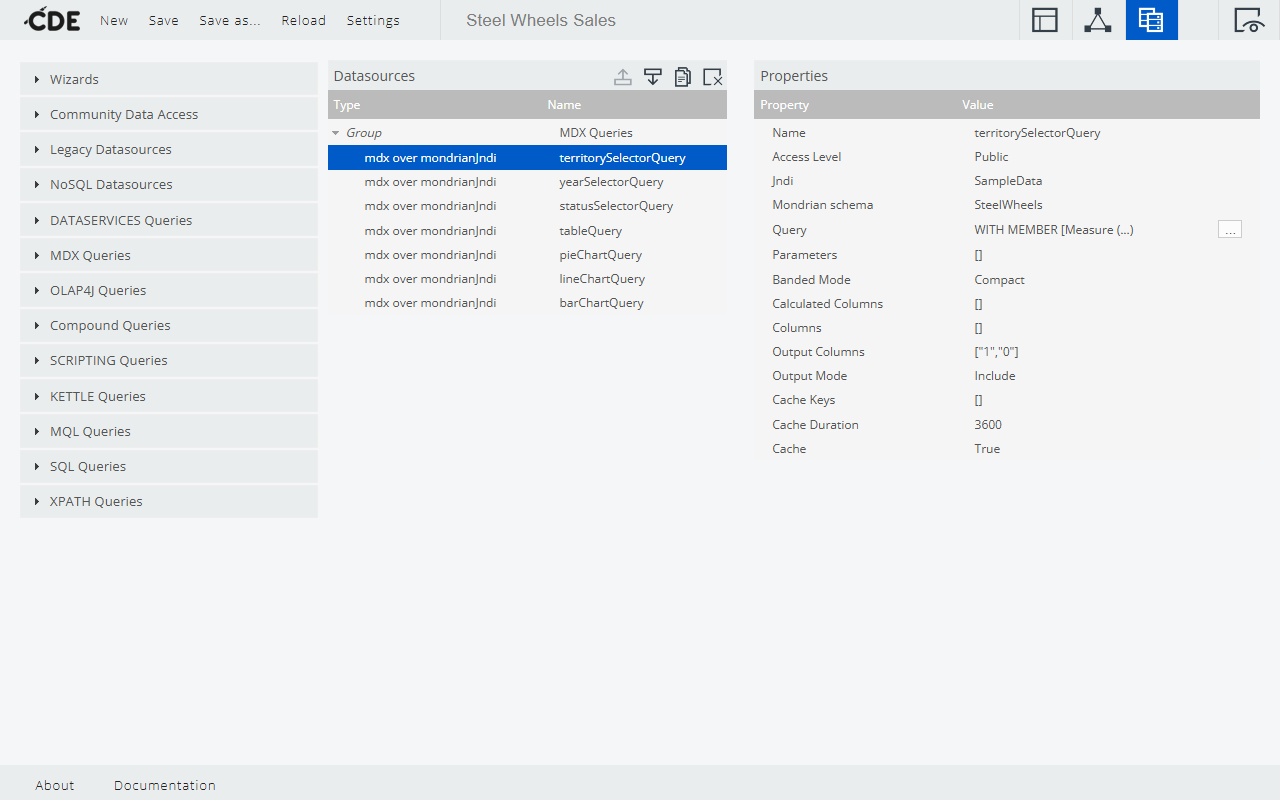 CDE New Save Save as... Reload Settings Steel Wheels Sales
Wizards
Community Data Access
Legacy Datasources
NoSQL Datasources
DATASERVICES Queries
MDX Queries
OLAP4J Queries
Compound Queries
SCRIPTING Queries
KETTLE Queries
MQL Queries
SQL Queries
XPATH Queries
Datasources
Type Name
Group MDX Queries
mdx over mondrianJndi territorySelectorQuery
mdx over mondrianJndi yearSelectorQuery
mdx over mondrianJndi statusSelectorQuery
mdx over mondrianJndi tableQuery
mdx over mondrianJndi pieChartQuery
mdx over mondrianJndi lineChartQuery
mdx over mondrianJndi barChartQuery
Properties
Property Value
Name territorySelectorQuery
Access Level Public
Jndi SampleData
Mondrian schema SteelWheels
Query WITH MEMBER [Measure (...) ...
Parameters []
Banded Mode Compact
Calculated Columns []
Columns []
Output Columns ["1","0"]
Output Mode Include
Cache Keys []
Cache Duration 3600
Cache True
About Documentation